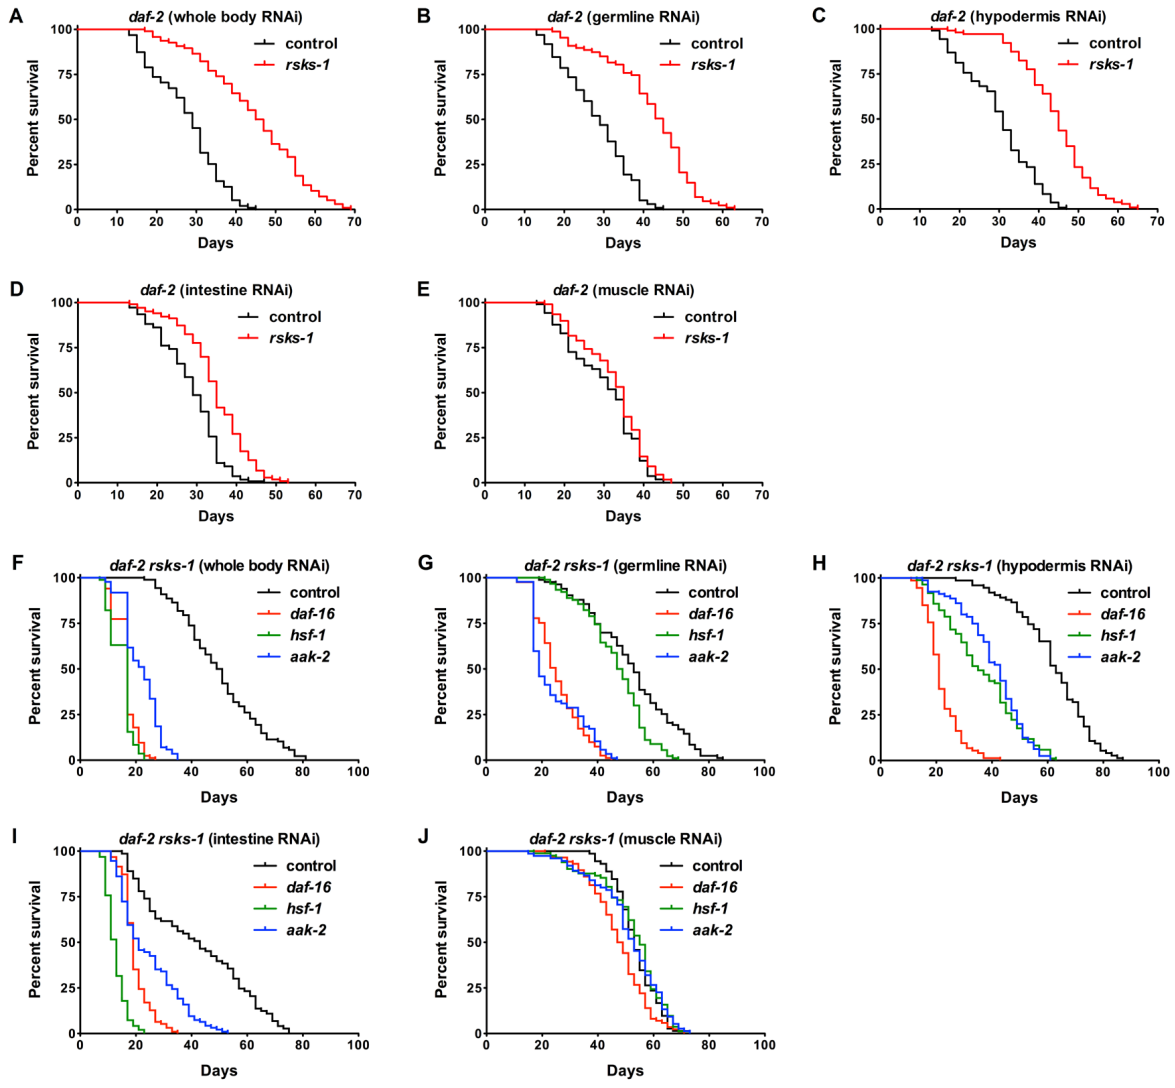 A
daf-2 (whole body RNAi)
control
rsks-1
Percent survival
100
75
50
25
0
0 10 20 30 40 50 60 70
Days
B
daf-2 (germline RNAi)
control
rsks-1
Percent survival
100
75
50
25
0
0 10 20 30 40 50 60 70
Days
C
daf-2 (hypodermis RNAi)
control
rsks-1
Percent survival
100
75
50
25
0
0 10 20 30 40 50 60 70
Days
D
daf-2 (intestine RNAi)
control
rsks-1
Percent survival
100
75
50
25
0
0 10 20 30 40 50 60 70
Days
E
daf-2 (muscle RNAi)
control
rsks-1
Percent survival
100
75
50
25
0
0 10 20 30 40 50 60 70
Days
F
daf-2 rsks-1 (whole body RNAi)
control
daf-16
hsf-1
aak-2
Percent survival
100
75
50
25
0
0 20 40 60 80 100
Days
G
daf-2 rsks-1 (germline RNAi)
control
daf-16
hsf-1
aak-2
Percent survival
100
75
50
25
0
0 20 40 60 80 100
Days
H
daf-2 rsks-1 (hypodermis RNAi)
control
daf-16
hsf-1
aak-2
Percent survival
100
75
50
25
0
0 20 40 60 80 100
Days
I
daf-2 rsks-1 (intestine RNAi)
control
daf-16
hsf-1
aak-2
Percent survival
100
75
50
25
0
0 20 40 60 80 100
Days
J
daf-2 rsks-1 (muscle RNAi)
control
daf-16
hsf-1
aak-2
Percent survival
100
75
50
25
0
0 20 40 60 80 100
Days